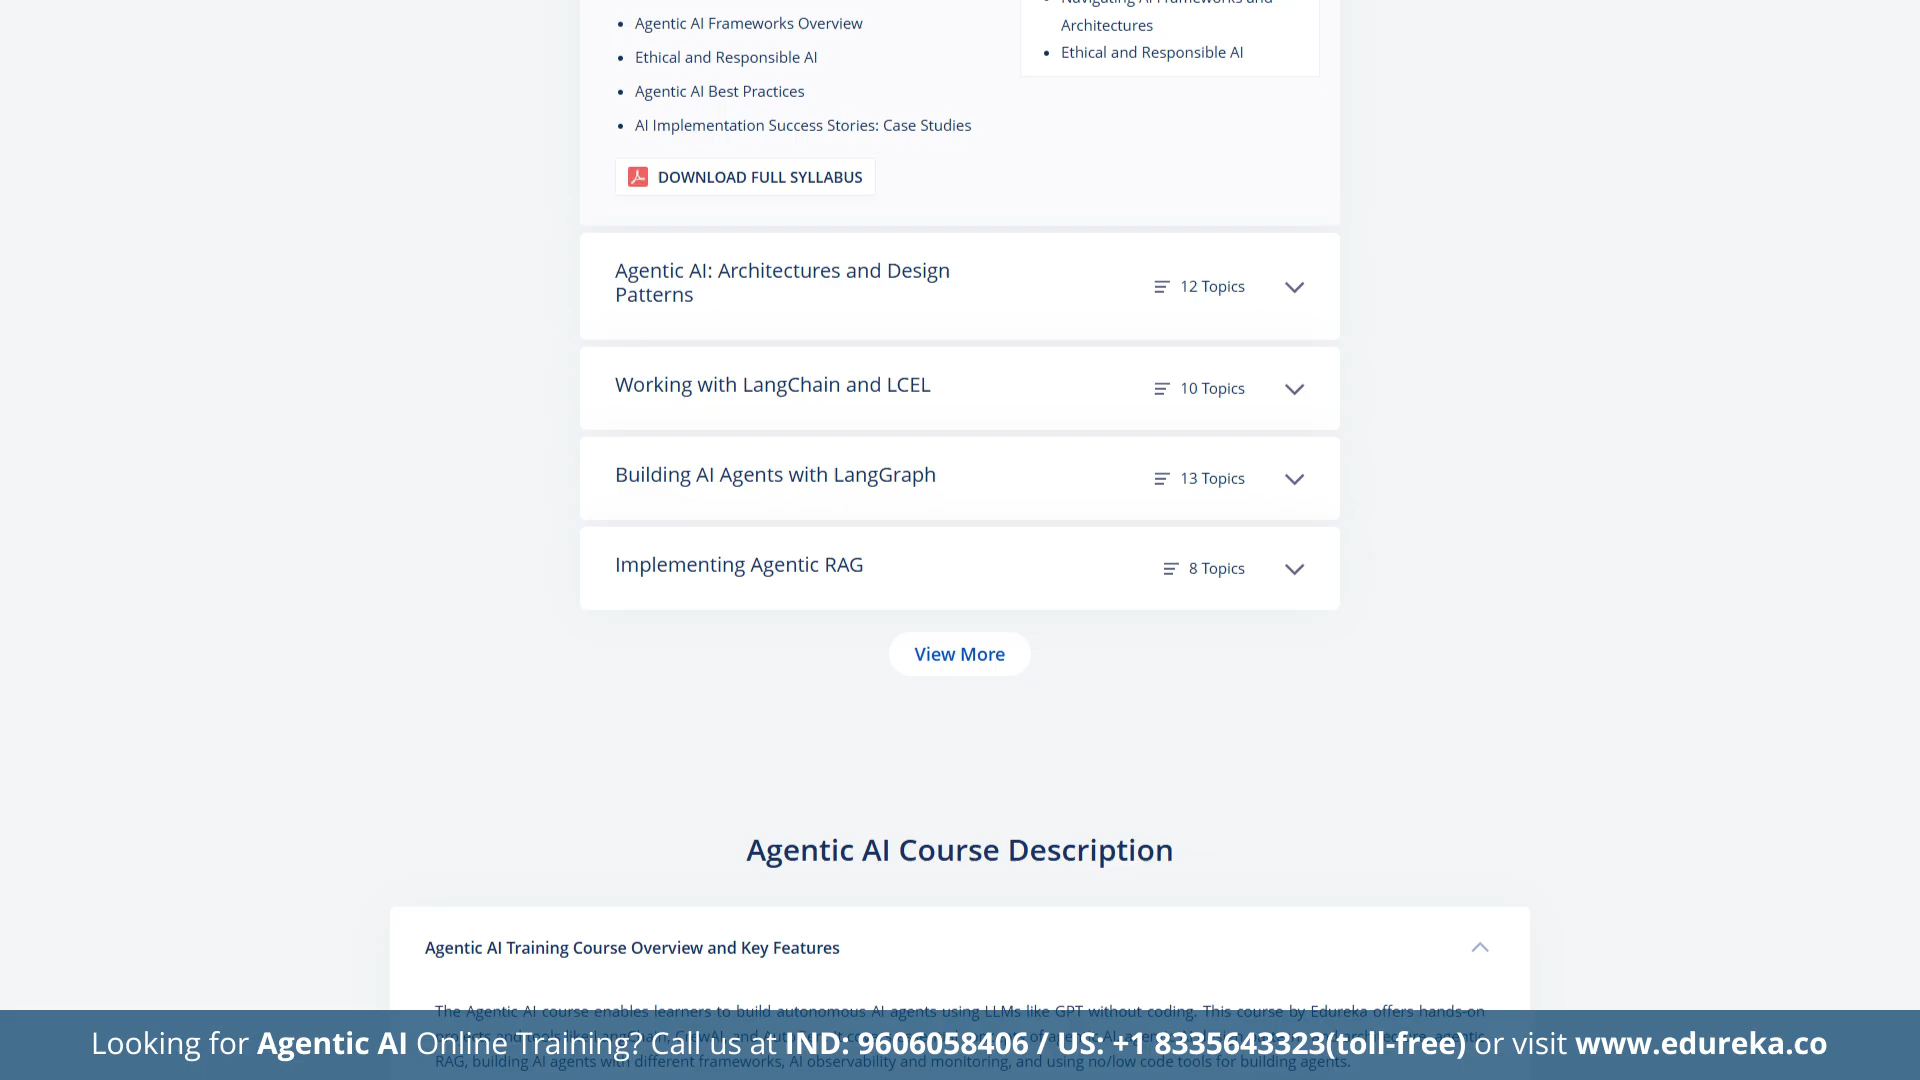 Agentic AI Frameworks Overview
Ethical and Responsible AI
Agentic AI Best Practices
AI Implementation Success Stories: Case Studies
DOWNLOAD FULL SYLLABUS
Navigating AI Frameworks and
Architectures
Ethical and Responsible AI
Agentic AI: Architectures and Design
Patterns
12 Topics
Working with LangChain and LCEL
10 Topics
Building AI Agents with LangGraph
13 Topics
Implementing Agentic RAG
8 Topics
View More
Agentic AI Course Description
Agentic AI Training Course Overview and Key Features
The Agentic AI course enables learners to build autonomous AI agents using LLMs like GPT without coding. This course by Edureka offers hands-on
RAG, building AI agents with different frameworks, AI observability and monitoring, and using no/low code tools for building agents.
Looking for Agentic AI Online Training? Call us at IND: 9606058406 / US: +1 8335643323(toll-free) or visit www.edureka.co